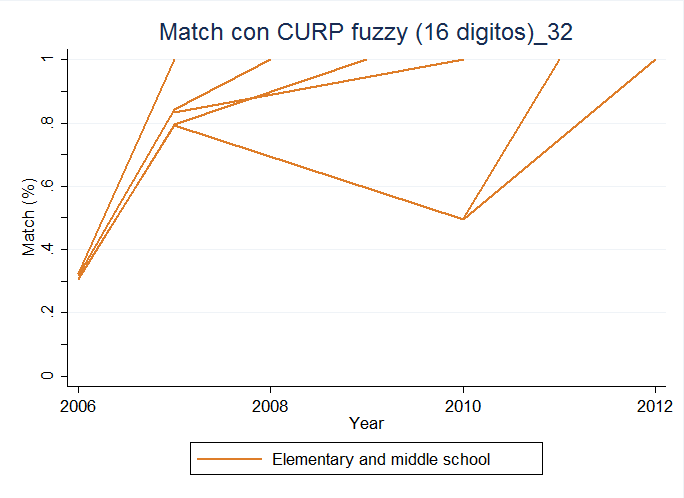 Match con CURP fuzzy (16 digitos)_32
Match (%)
1
.8
.6
.4
.2
0
2006 2008 2010 2012
Year
Elementary and middle school